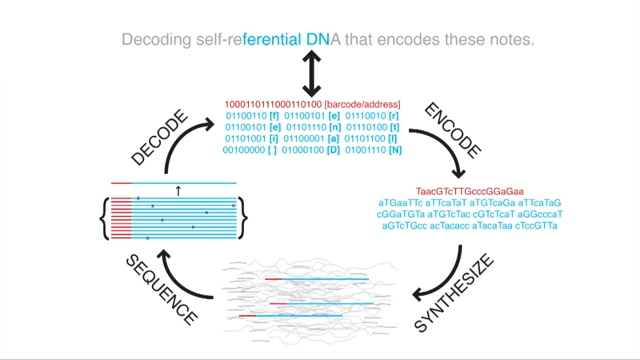 Decoding self-referential DNA that encodes these notes.
1000110111000110100 [barcode/address]
01100110 [f] 01100101 [e] 01110010 [r]
01100101 [e] 01101110 [n] 01110100 [t]
01101001 [i] 01100001 [a] 01101100 [l]
00100000 [ ] 01000100 [D] 01001110 [N]
DECODE
ENCODE
TaacGTcTTGcccGGaGaa
aTGaaTTc aTTcaTaT aTGTcaGa aTTcaTaG
cGGaTGTa aTGTcTac cGTcTcaT aGGcccaT
aGTcTGcc acTacacc aTacaTaa cTccGTTa
SEQUENCE
SYNTHESIZE